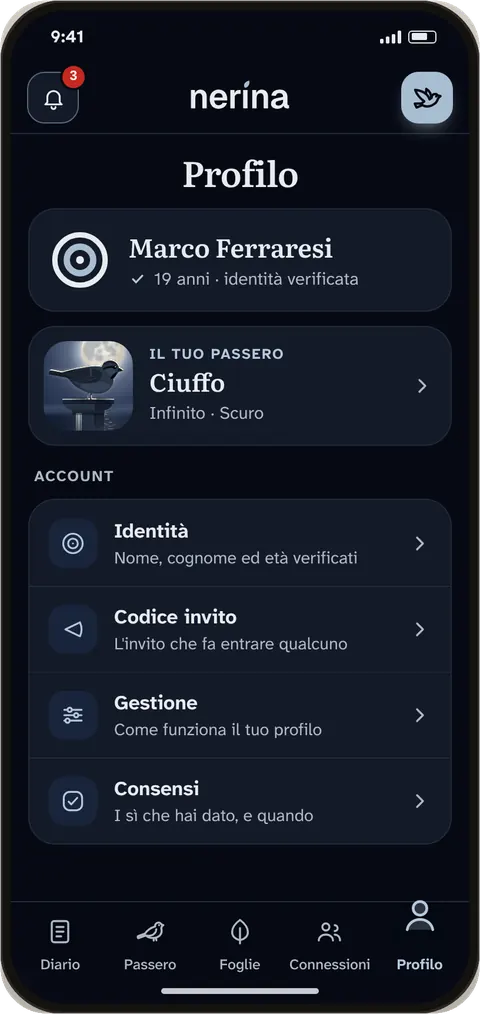 9:41
3
nerina
Profilo
Marco Ferraresi
19 anni · identità verificata
IL TUO PASSERO
Ciuffo
Infinito · Scuro
ACCOUNT
Identità
Nome, cognome ed età verificati
Codice invito
L'invito che fa entrare qualcuno
Gestione
Come funziona il tuo profilo
Consensi
I sì che hai dato, e quando
Diario
Passero
Foglie
Connessioni
Profilo